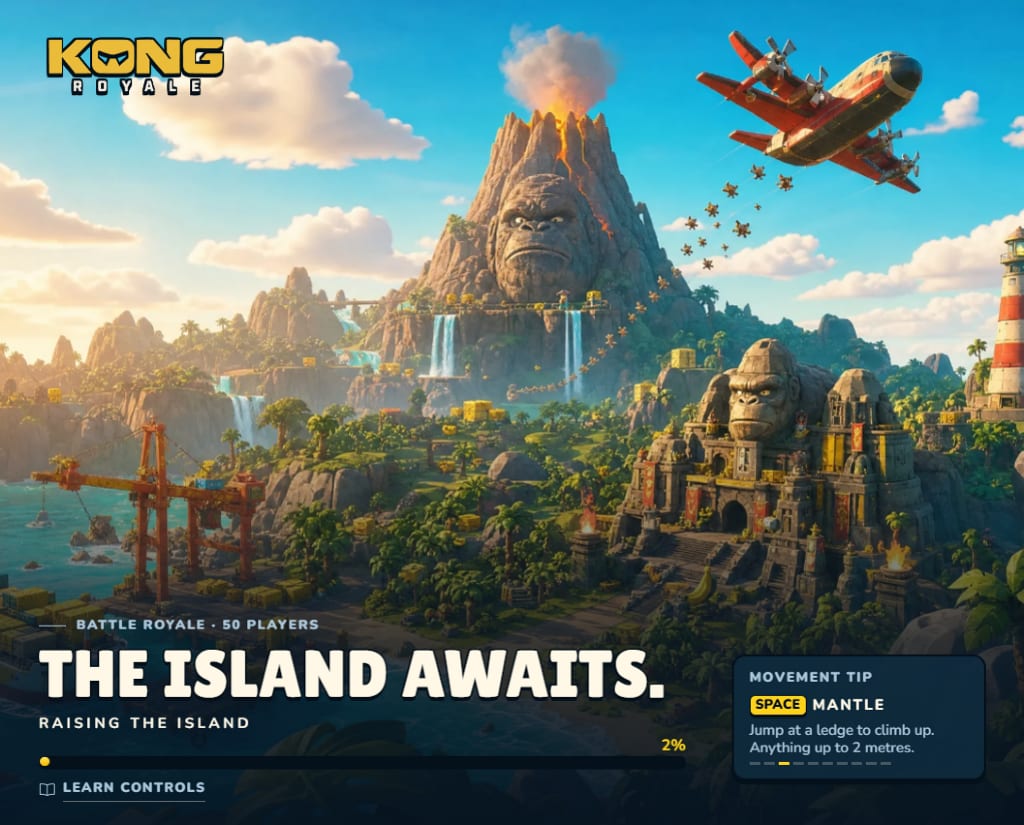 KONG
ROYALE
BATTLE ROYALE · 50 PLAYERS
THE ISLAND AWAITS.
RAISING THE ISLAND
2%
LEARN CONTROLS
MOVEMENT TIP
SPACE MANTLE
Jump at a ledge to climb up.
Anything up to 2 metres.